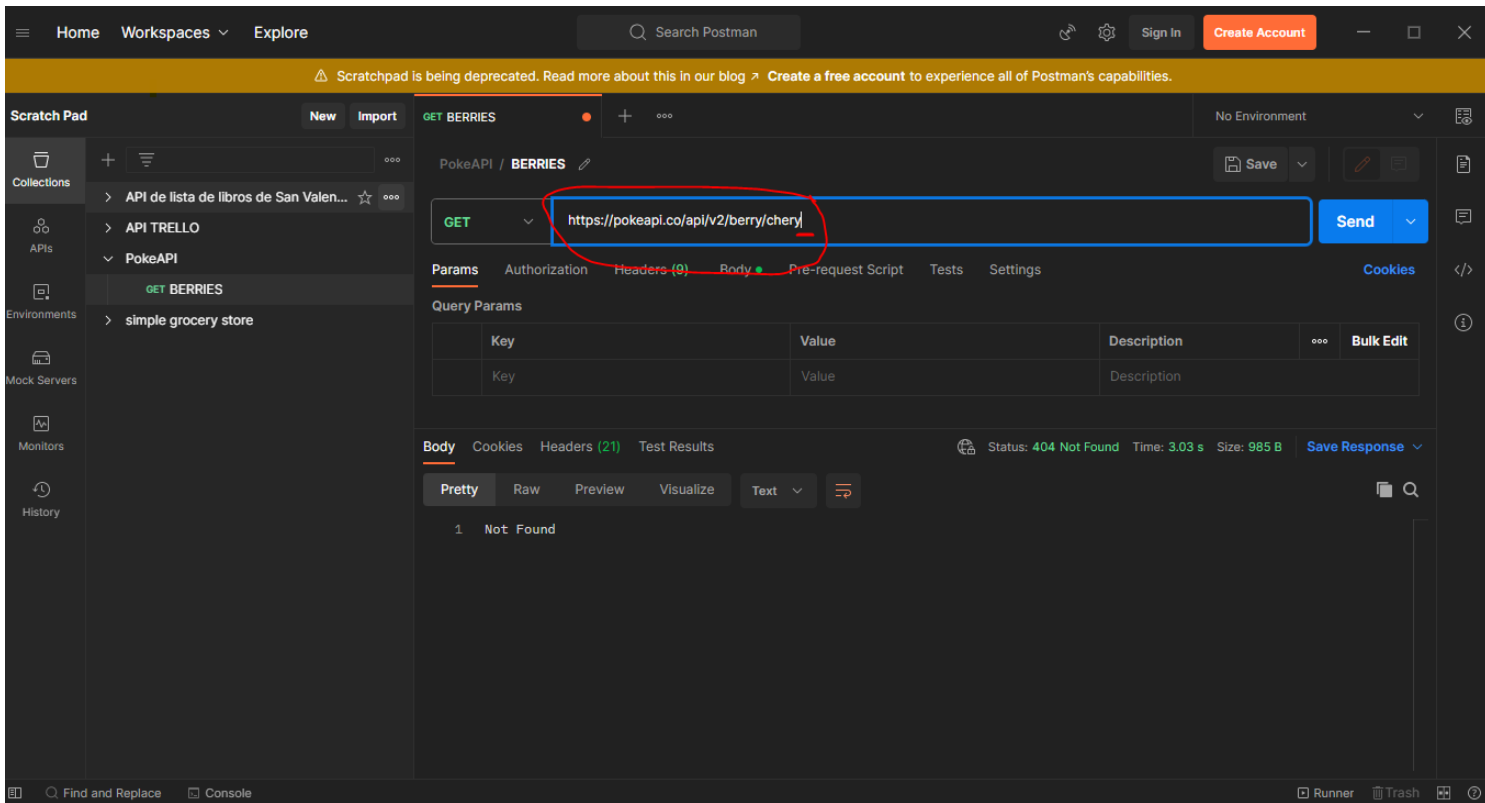 Home Workspaces Explore Search Postman Sign In Create Account
Scratchpad is being deprecated. Read more about this in our blog ↗ Create a free account to experience all of Postman's capabilities.
Scratch Pad New Import GET BERRIES No Environment
Collections
APIs
Environments
Mock Servers
Monitors
History
API de lista de libros de San Valen...
API TRELLO
PokeAPI
GET BERRIES
simple grocery store
PokeAPI / BERRIES Save
GET https://pokeapi.co/api/v2/berry/chery Send
Params Authorization Headers (9) Body Pre-request Script Tests Settings Cookies
Query Params
Key Value Description Bulk Edit
Key Value Description
Body Cookies Headers (21) Test Results Status: 404 Not Found Time: 3.03 s Size: 985 B Save Response
Pretty Raw Preview Visualize Text
1 Not Found
Find and Replace Console Runner Trash